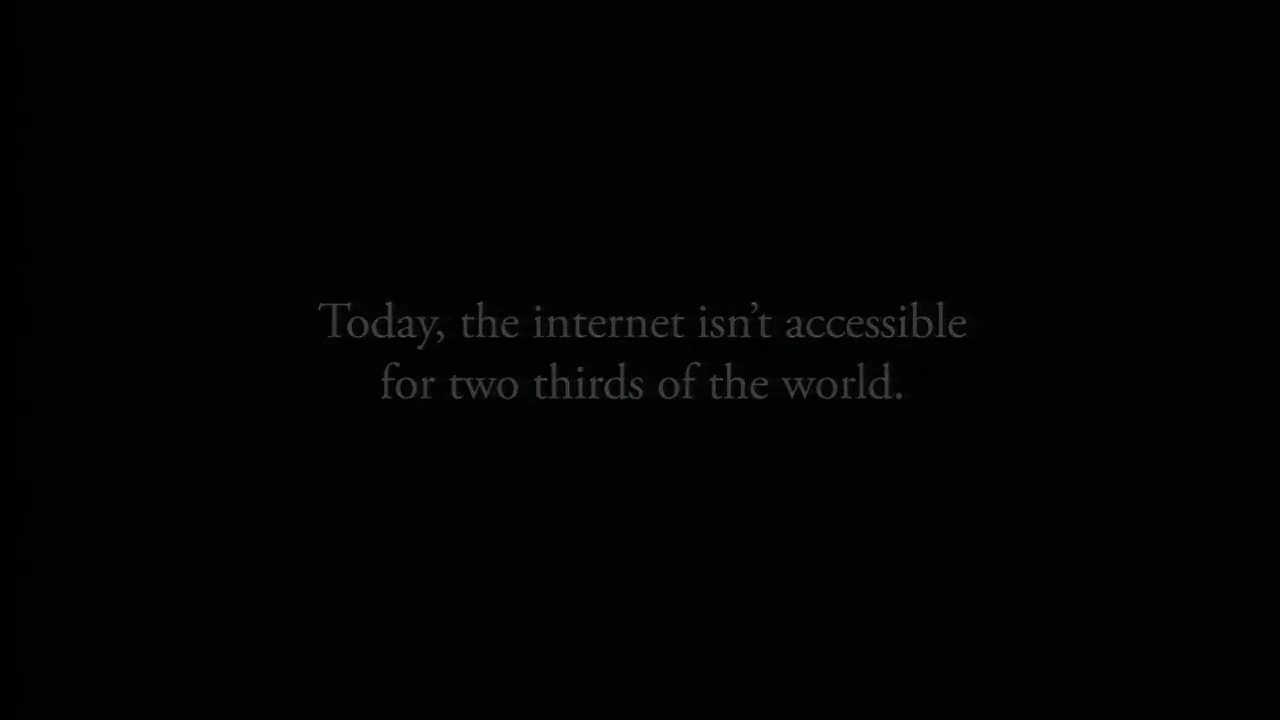 Today, the internet isn’t accessible
for two thirds of the world.